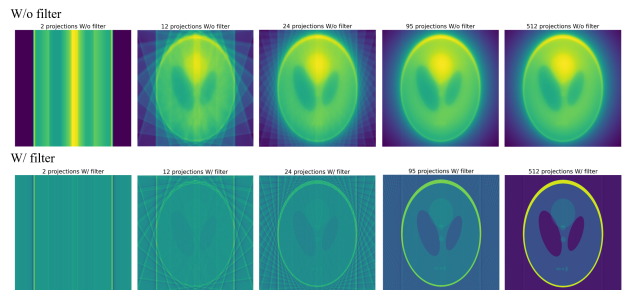 W/o filter
2 projections W/o filter
12 projections W/o filter
24 projections W/o filter
95 projections W/o filter
512 projections W/o filter
W/ filter
2 projections W/ filter
12 projections W/ filter
24 projections W/ filter
95 projections W/ filter
512 projections W/ filter